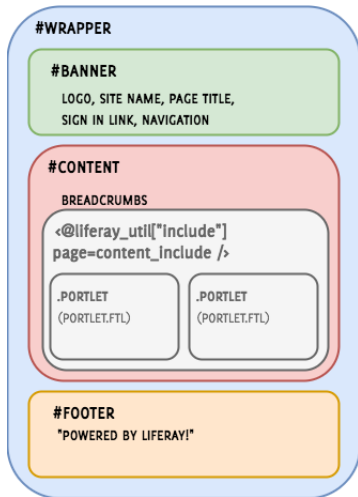 #WRAPPER
#BANNER
LOGO, SITE NAME, PAGE TITLE,
SIGN IN LINK, NAVIGATION
#CONTENT
BREADCRUMBS
<@liferay_util["include"]
page=content_include />
.PORTLET
(PORTLET.FTL)
.PORTLET
(PORTLET.FTL)
#FOOTER
"POWERED BY LIFERAY!"